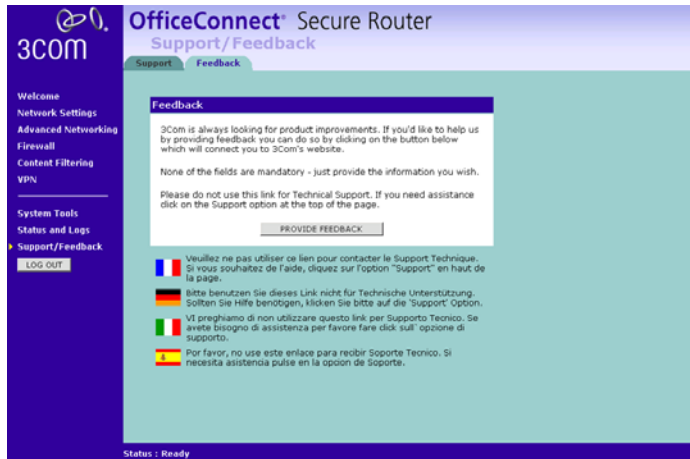 3COM
OfficeConnect® Secure Router
Support/Feedback
Support
Feedback
Welcome
Network Settings
Advanced Networking
Firewall
Content Filtering
VPN
System Tools
Status and Logs
Support/Feedback
LOG OUT
Feedback
3Com is always looking for product improvements. If you'd like to help us
by providing feedback you can do so by clicking on the button below
which will connect you to 3Com's website.
None of the fields are mandatory - just provide the information you wish.
Please do not use this link for Technical Support. If you need assistance
click on the Support option at the top of the page.
PROVIDE FEEDBACK
Veuillez ne pas utiliser ce lien pour contacter le Support Technique.
Si vous souhaitez de l'aide, cliquez sur l'option "Support" en haut de
la page.
Bitte benutzen Sie dieses Link nicht für Technische Unterstützung.
Sollten Sie Hilfe benötigen, klicken Sie bitte auf die 'Support' Option.
VI preghiamo di non utilizzare questo link per Supporto Tecnico. Se
avete bisogno di assistenza per favore fare click sull' opzione di
supporto.
Por favor, no use este enlace para recibir Soporte Tecnico. Si
necesita asistencia pulse en la opcion de Soporte.
Status : Ready